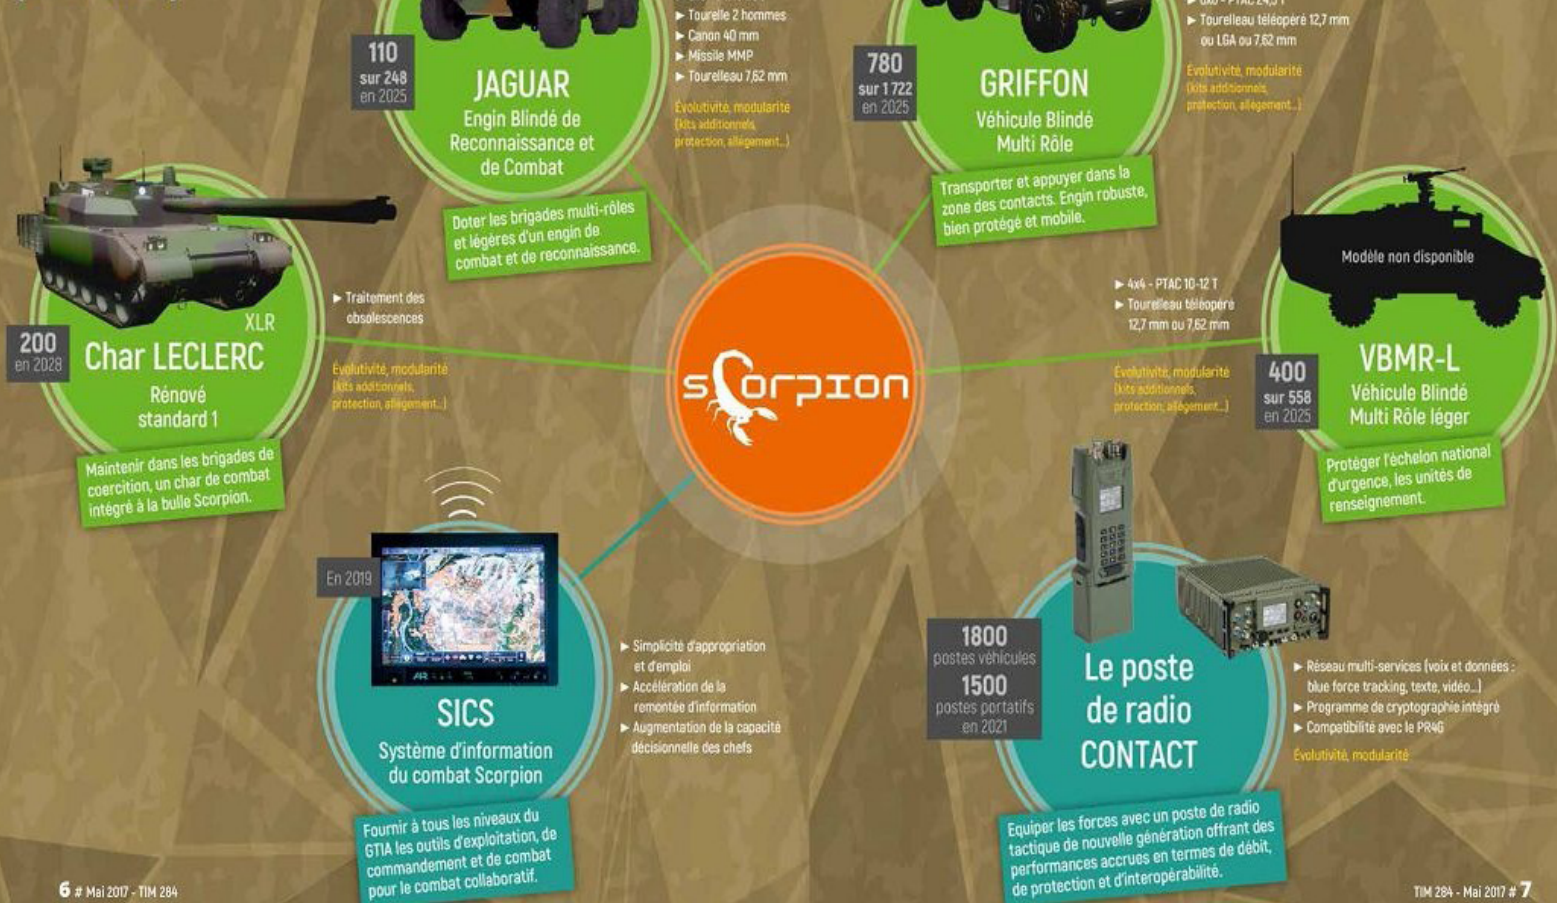 ► Tourelle 2 hommes
► Canon 40 mm
► Missile MMP
► Tourelleau 7,62 mm
Évolutivité, modularité
(kits additionnels,
protection, allègement...)
110
sur 248
en 2025
JAGUAR
Engin Blindé de
Reconnaissance et
de Combat
Doter les brigades multi-rôles
et légères d'un engin de
combat et de reconnaissance.
► Tourelleau téléopéré 12,7 mm
ou LGA ou 7,62 mm
Évolutivité, modularité
(kits additionnels,
protection, allègement...)
780
sur 1 722
en 2025
GRIFFON
Véhicule Blindé
Multi Rôle
Transporter et appuyer dans la
zone des contacts. Engin robuste,
bien protégé et mobile.
200
en 2028
XLR
Char LECLERC
Rénové
standard 1
Maintenir dans les brigades de
coercition, un char de combat
intégré à la bulle Scorpion.
► Traitement des
obsolescences
Évolutivité, modularité
(kits additionnels,
protection, allègement...)
scorpion
► 4x4 - PTAC 10-12 T
► Tourelleau téléopéré
12,7 mm ou 7,62 mm
Évolutivité, modularité
(kits additionnels,
protection, allègement...)
Modèle non disponible
400
sur 558
en 2025
VBMR-L
Véhicule Blindé
Multi Rôle léger
Protéger l'échelon national
d'urgence, les unités de
renseignement.
En 2019
SICS
Système d'information
du combat Scorpion
Fournir à tous les niveaux du
GTIA les outils d'exploitation, de
commandement et de combat
pour le combat collaboratif.
► Simplicité d'appropriation
et d'emploi
► Accélération de la
remontée d'information
► Augmentation de la capacité
décisionnelle des chefs
1800
postes véhicules
1500
postes portatifs
en 2021
Le poste
de radio
CONTACT
Equiper les forces avec un poste de radio
tactique de nouvelle génération offrant des
performances accrues en termes de débit,
de protection et d'interopérabilité.
► Réseau multi-services (voix et données :
blue force tracking, texte, vidéo...)
► Programme de cryptographie intégré
► Compatibilité avec le PR4G
Évolutivité, modularité
6 # Mai 2017 - TIM 284
TIM 284 - Mai 2017 # 7